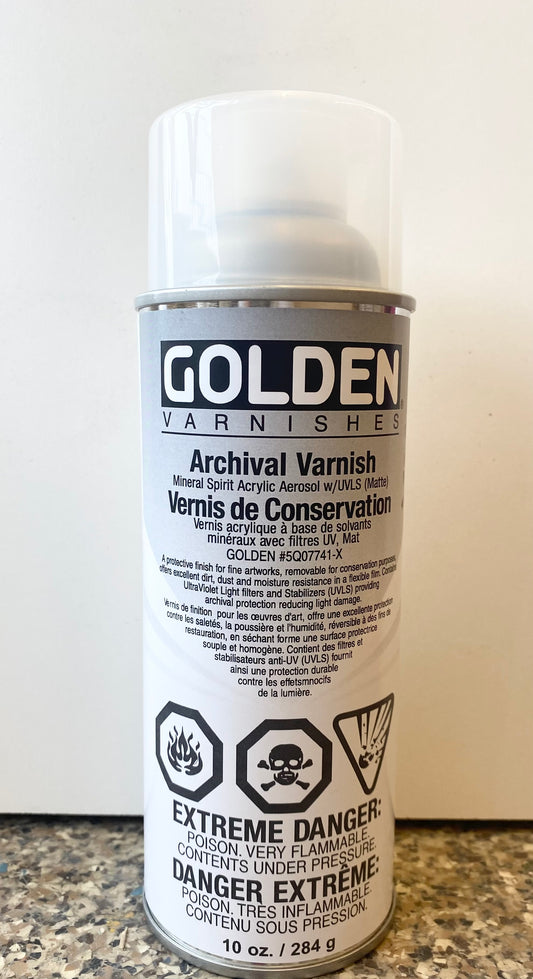 GOLDEN
VARNISHES
Archival Varnish
Mineral Spirit Acrylic Aerosol w/UVLS (Matte)
Vernis de Conservation
Vernis acrylique à base de solvants
minéraux avec filtres UV, Mat
GOLDEN #5Q07741-X
A protective finish for fine artworks, removable for conservation purposes,
offers excellent dirt, dust and moisture resistance in a flexible film. Contains
UltraViolet Light filters and Stabilizers (UVLS) providing
archival protection reducing light damage.
Vernis de finition pour les œuvres d'art, offre une excellente protection
contre les saletés, la poussière et l'humidité, réversible à des fins de
restauration, en séchant forme une surface protectrice
souple et homogène. Contient des filtres et
stabilisateurs anti-UV (UVLS) fournit
ainsi une protection durable
contre les effetsmnocifs
de la lumière.
EXTREME DANGER:
POISON. VERY FLAMMABLE.
CONTENTS UNDER PRESSURE.
DANGER EXTRÊME:
POISON. TRES INFLAMMABLE.
CONTENU SOUS PRESSION.
10 oz. / 284 g